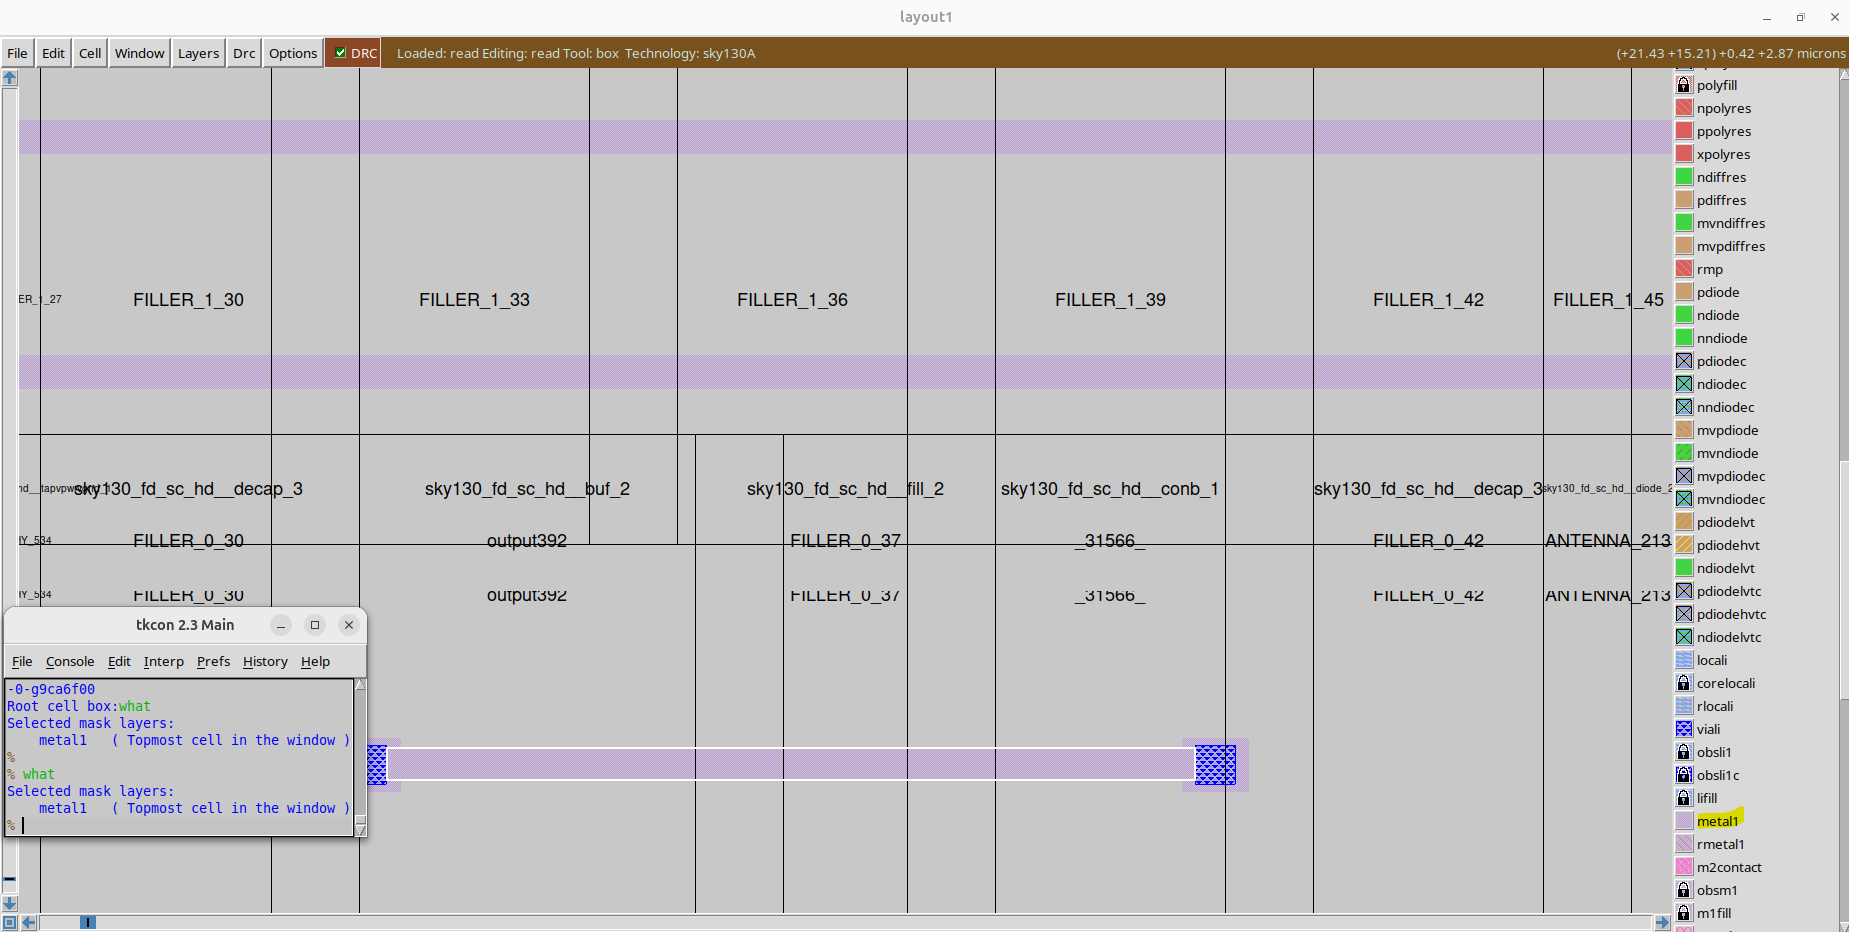 layout1
File Edit Cell Window Layers Drc Options DRC Loaded: read Editing: read Tool: box Technology: sky130A (+21.43 +15.21) +0.42 +2.87 microns
polyfill
npolyres
ppolyres
xpolyres
ndiffres
pdiffres
mvndiffres
mvpdiffres
rmp
pdiode
ndiode
nndiode
pdiodec
ndiodec
nndiodec
mvpdiode
mvndiode
mvpdiodec
mvndiodec
pdiodelvt
pdiodehvt
ndiodelvt
pdiodelvtc
pdiodehvtc
ndiodelvtc
locali
corelocali
rlocali
viali
obsli1
obsli1c
lifill
metal1
rmetal1
m2contact
obsm1
m1fill
ER_1_27 FILLER_1_30 FILLER_1_33 FILLER_1_36 FILLER_1_39 FILLER_1_42 FILLER_1_45
sky130_fd_sc_hd__decap_3 sky130_fd_sc_hd__buf_2 sky130_fd_sc_hd__fill_2 sky130_fd_sc_hd__conb_1 sky130_fd_sc_hd__decap_3 sky130_fd_sc_hd__diode_2
Y_534 FILLER_0_30 output392 FILLER_0_37 _31566_ FILLER_0_42 ANTENNA_213
Y_534 FILLER_0_30 output392 FILLER_0_37 _31566_ FILLER_0_42 ANTENNA_213
tkcon 2.3 Main
File Console Edit Interp Prefs History Help
-0-g9ca6f00
Root cell box:what
Selected mask layers:
metal1 ( Topmost cell in the window )
%
% what
Selected mask layers:
metal1 ( Topmost cell in the window )
%